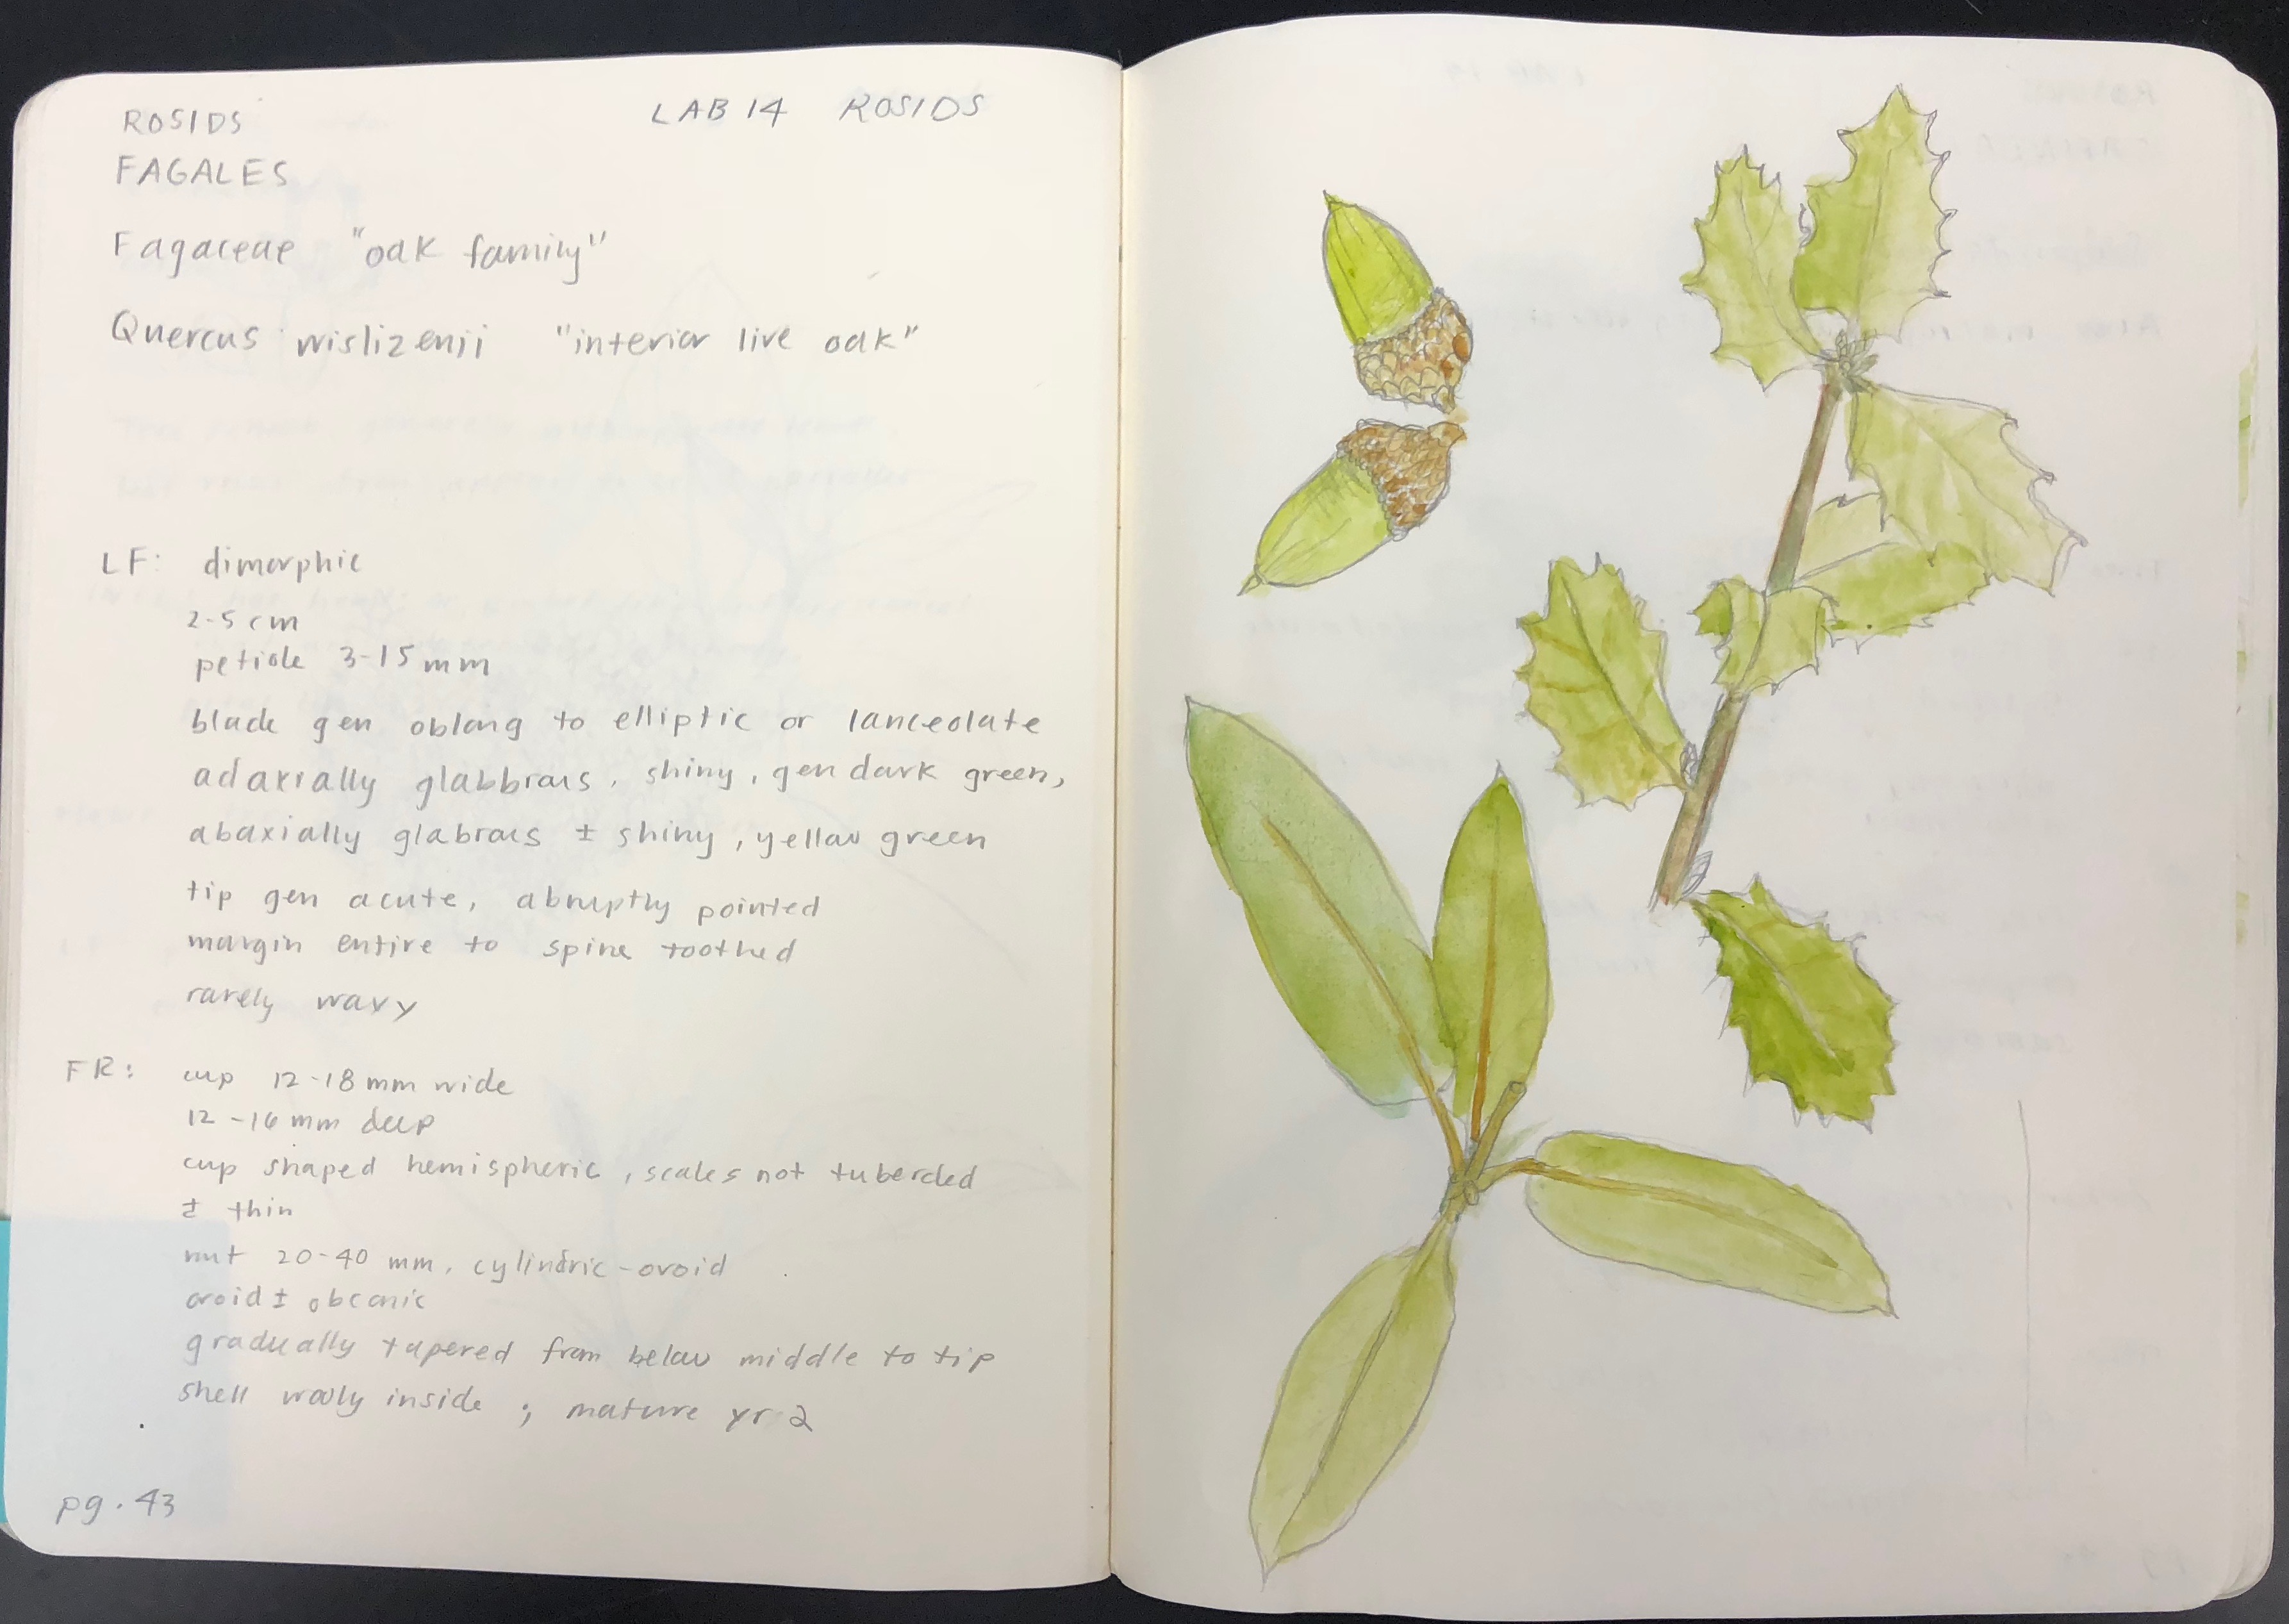 ROSIDS LAB 14 ROSIDS
FAGALES
Fagaceae "oak family"
Quercus wislizenii "interior live oak"
LF: dimorphic
2-5 cm
petiole 3-15 mm
blade gen oblong to elliptic or lanceolate
adaxially glabbrous, shiny, gen dark green,
abaxially glabrous ± shiny, yellow green
tip gen acute, abruptly pointed
margin entire to spine toothed
rarely wavy
FR: cup 12-18 mm wide
12-16 mm deep
cup shaped hemispheric, scales not tubercled
± thin
nut 20-40 mm, cylindric-ovoid
ovoid ± obconic
gradually tapered from below middle to tip
shell wooly inside ; mature yr 2
pg. 43